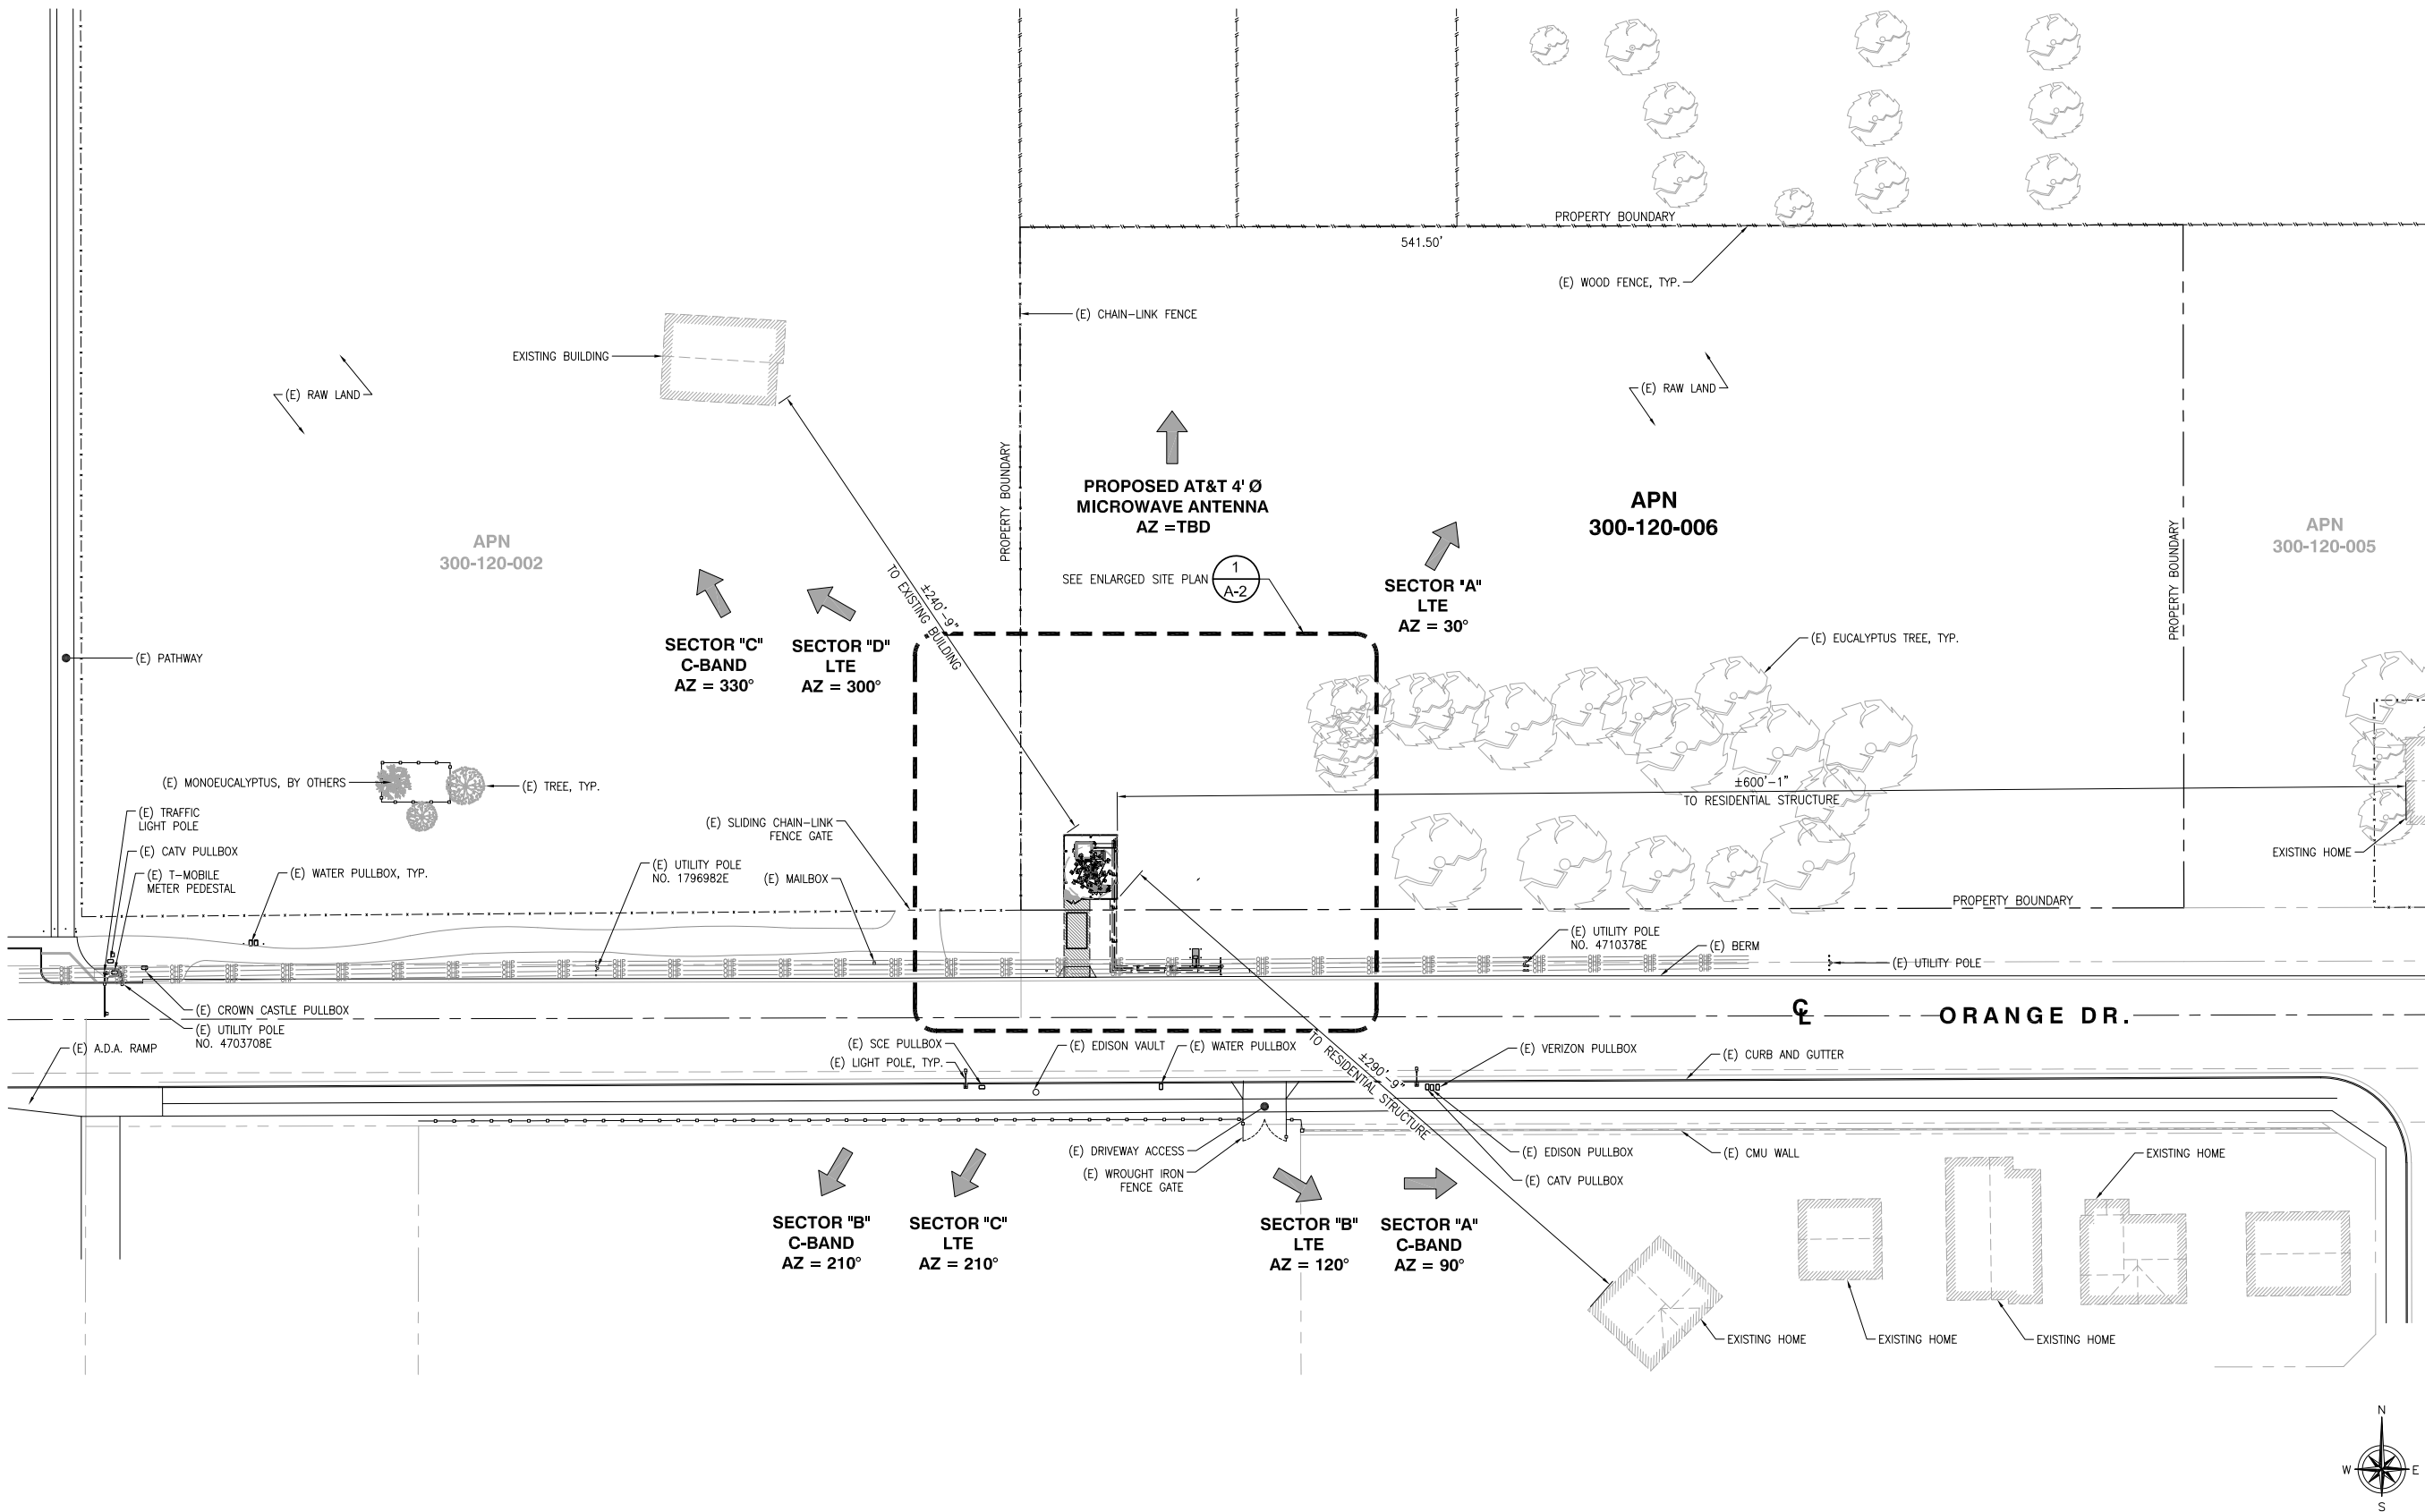 PROPERTY BOUNDARY
541.50'
(E) WOOD FENCE, TYP.
(E) CHAIN-LINK FENCE
EXISTING BUILDING
(E) RAW LAND
(E) RAW LAND
PROPERTY BOUNDARY
PROPOSED AT&T 4' Ø
MICROWAVE ANTENNA
AZ =TBD
APN
300-120-006
APN
300-120-002
APN
300-120-005
PROPERTY BOUNDARY
SEE ENLARGED SITE PLAN
1
A-2
SECTOR "A"
LTE
AZ = 30°
±240'-9"
TO EXISTING BUILDING
SECTOR "C"
C-BAND
AZ = 330°
SECTOR "D"
LTE
AZ = 300°
(E) EUCALYPTUS TREE, TYP.
(E) PATHWAY
(E) MONOEUCALYPTUS, BY OTHERS
(E) TREE, TYP.
±600'-1"
TO RESIDENTIAL STRUCTURE
(E) TRAFFIC
LIGHT POLE
(E) SLIDING CHAIN-LINK
FENCE GATE
(E) CATV PULLBOX
(E) T-MOBILE
METER PEDESTAL
(E) WATER PULLBOX, TYP.
(E) UTILITY POLE
NO. 1796982E
(E) MAILBOX
EXISTING HOME
PROPERTY BOUNDARY
(E) UTILITY POLE
NO. 4710378E
(E) BERM
(E) UTILITY POLE
(E) CROWN CASTLE PULLBOX
(E) UTILITY POLE
NO. 4703708E
(E) A.D.A. RAMP
ORANGE DR.
(E) SCE PULLBOX
(E) LIGHT POLE, TYP.
(E) EDISON VAULT
(E) WATER PULLBOX
±290'-9"
TO RESIDENTIAL STRUCTURE
(E) VERIZON PULLBOX
(E) CURB AND GUTTER
(E) DRIVEWAY ACCESS
(E) WROUGHT IRON
FENCE GATE
(E) EDISON PULLBOX
(E) CATV PULLBOX
(E) CMU WALL
EXISTING HOME
SECTOR "B"
C-BAND
AZ = 210°
SECTOR "C"
LTE
AZ = 210°
SECTOR "B"
LTE
AZ = 120°
SECTOR "A"
C-BAND
AZ = 90°
EXISTING HOME
EXISTING HOME
EXISTING HOME
N
W
E
S